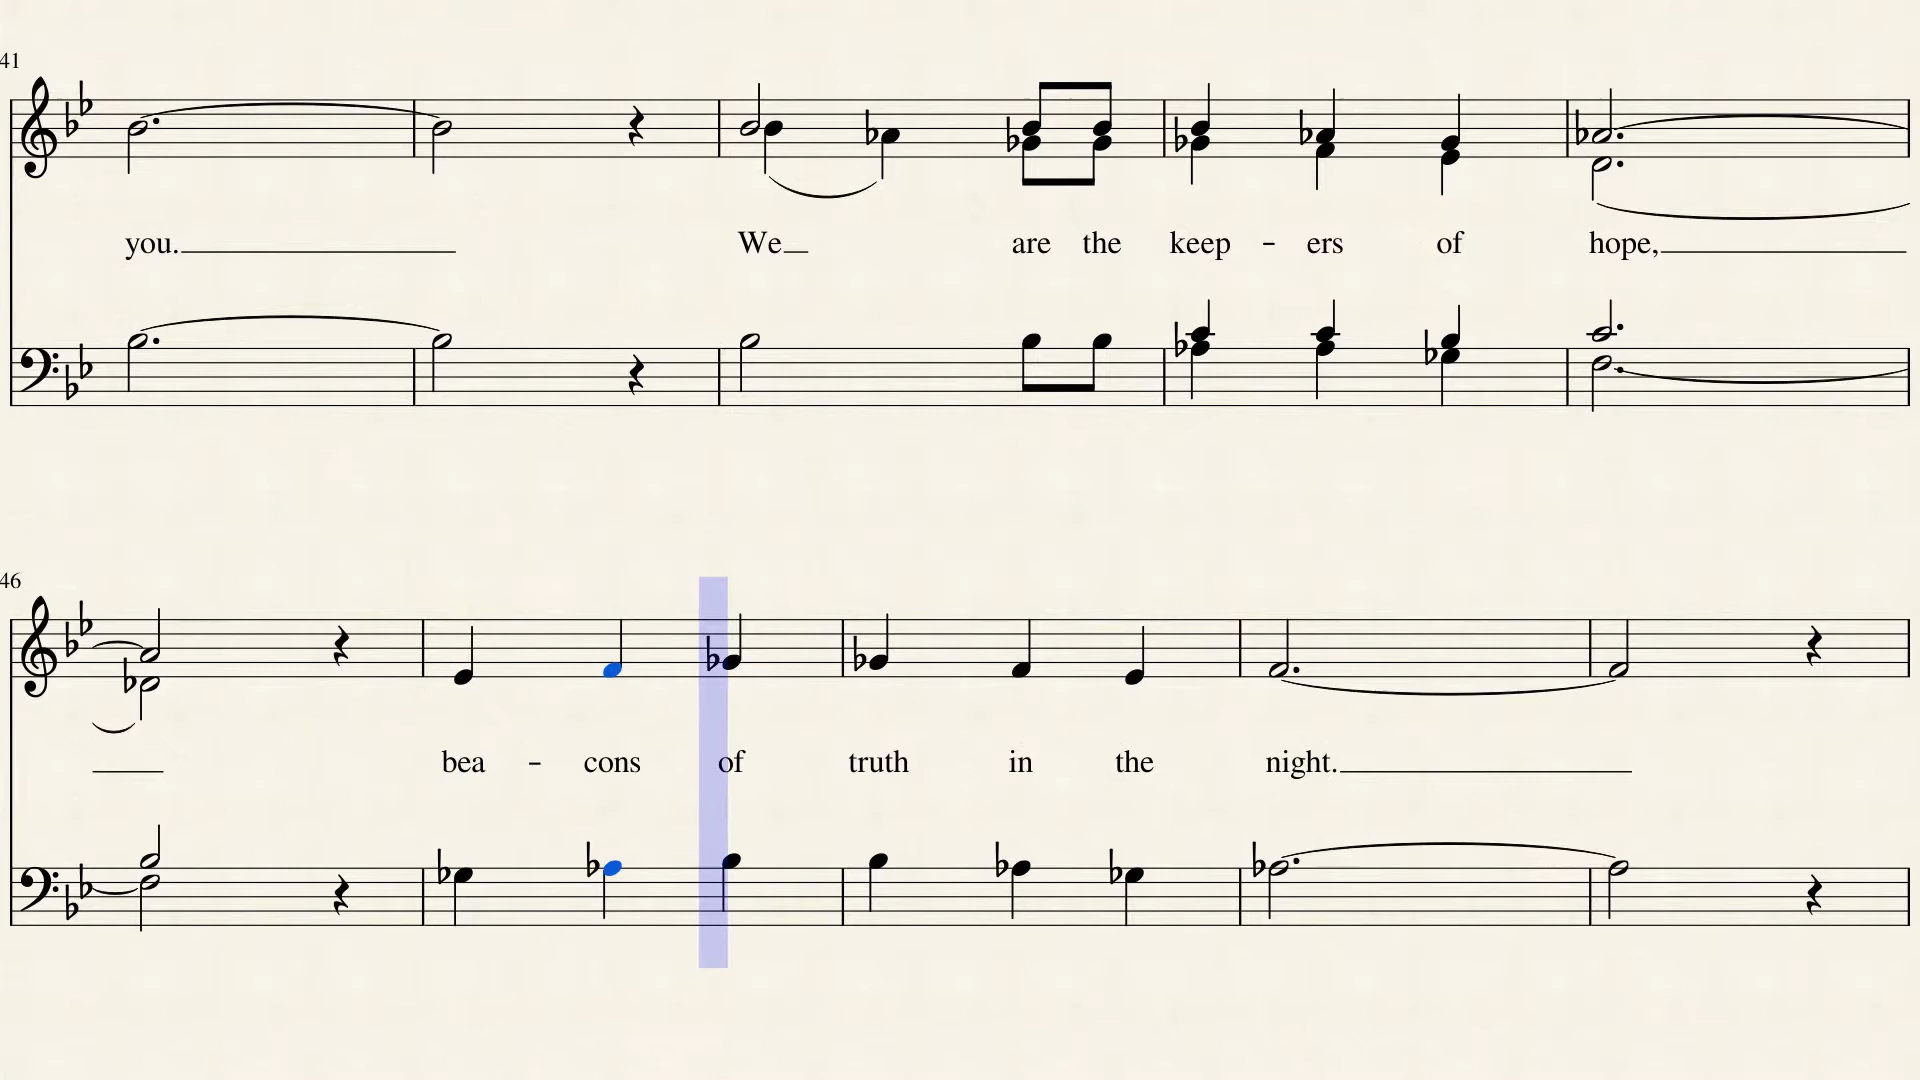 41
you. We are the keep - ers of hope,
46
bea - cons of truth in the night.